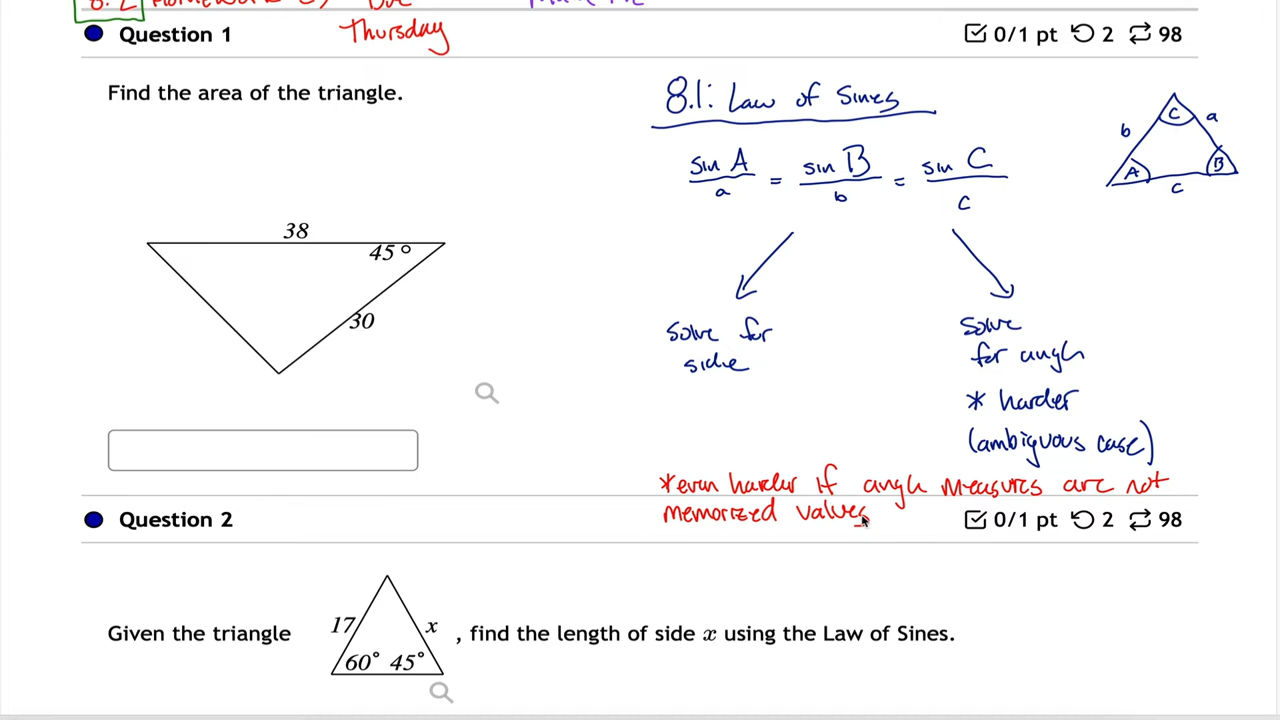 Question 1
Thursday
0/1 pt 2 98
Find the area of the triangle.
8.1: Law of Sines
C
b a
A B
c
sin A / a = sin B / b = sin C / c
38
45°
30
solve for
side
solve
for angle
* harder
(ambiguous case)
*even harder if angle measures are not
memorized values
Question 2
0/1 pt 2 98
Given the triangle
17 x
60° 45°
, find the length of side x using the Law of Sines.